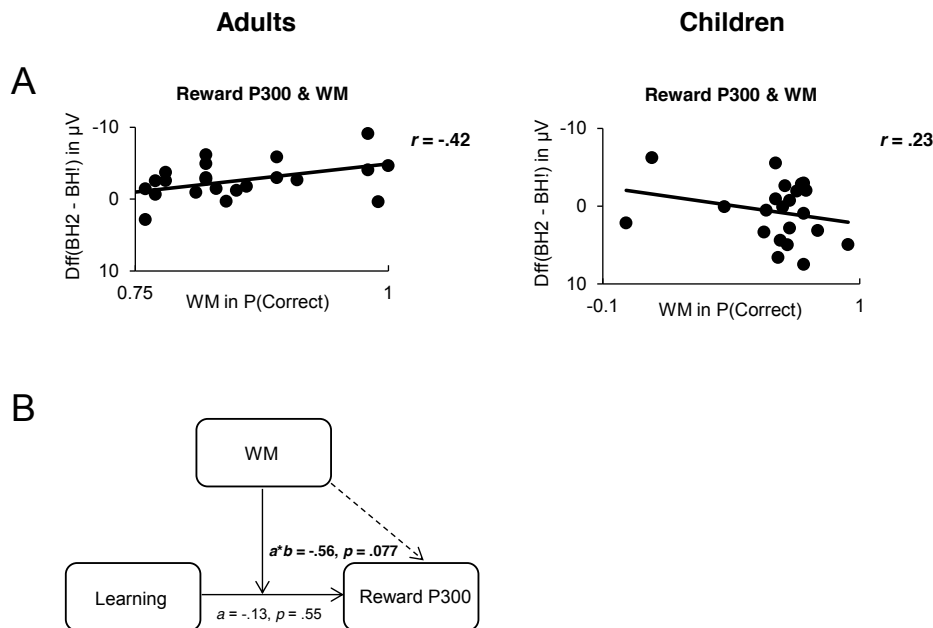 Adults
Children
A
Reward P300 & WM
Dff(BH2 - BH!) in µV
-10
0
10
0.75
1
WM in P(Correct)
r = -.42
Reward P300 & WM
Dff(BH2 - BH!) in µV
-10
0
10
-0.1
1
WM in P(Correct)
r = .23
B
WM
a*b = -.56, p = .077
Learning
Reward P300
a = -.13, p = .55